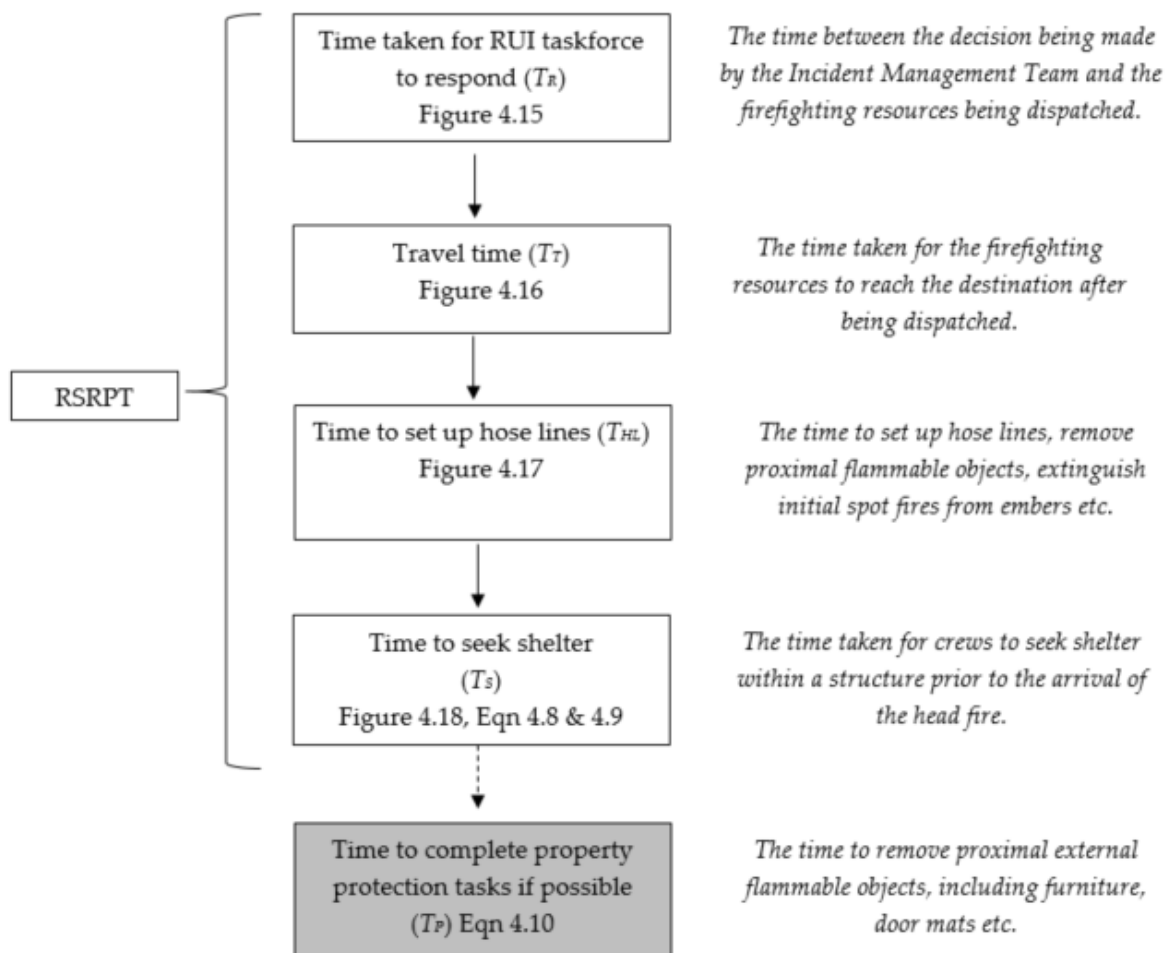 Time taken for RUI taskforce
to respond (TR)
Figure 4.15
The time between the decision being made
by the Incident Management Team and the
firefighting resources being dispatched.
Travel time (TT)
Figure 4.16
The time taken for the firefighting
resources to reach the destination after
being dispatched.
RSRPT
Time to set up hose lines (THL)
Figure 4.17
The time to set up hose lines, remove
proximal flammable objects, extinguish
initial spot fires from embers etc.
Time to seek shelter
(TS)
Figure 4.18, Eqn 4.8 & 4.9
The time taken for crews to seek shelter
within a structure prior to the arrival of
the head fire.
Time to complete property
protection tasks if possible
(TP) Eqn 4.10
The time to remove proximal external
flammable objects, including furniture,
door mats etc.